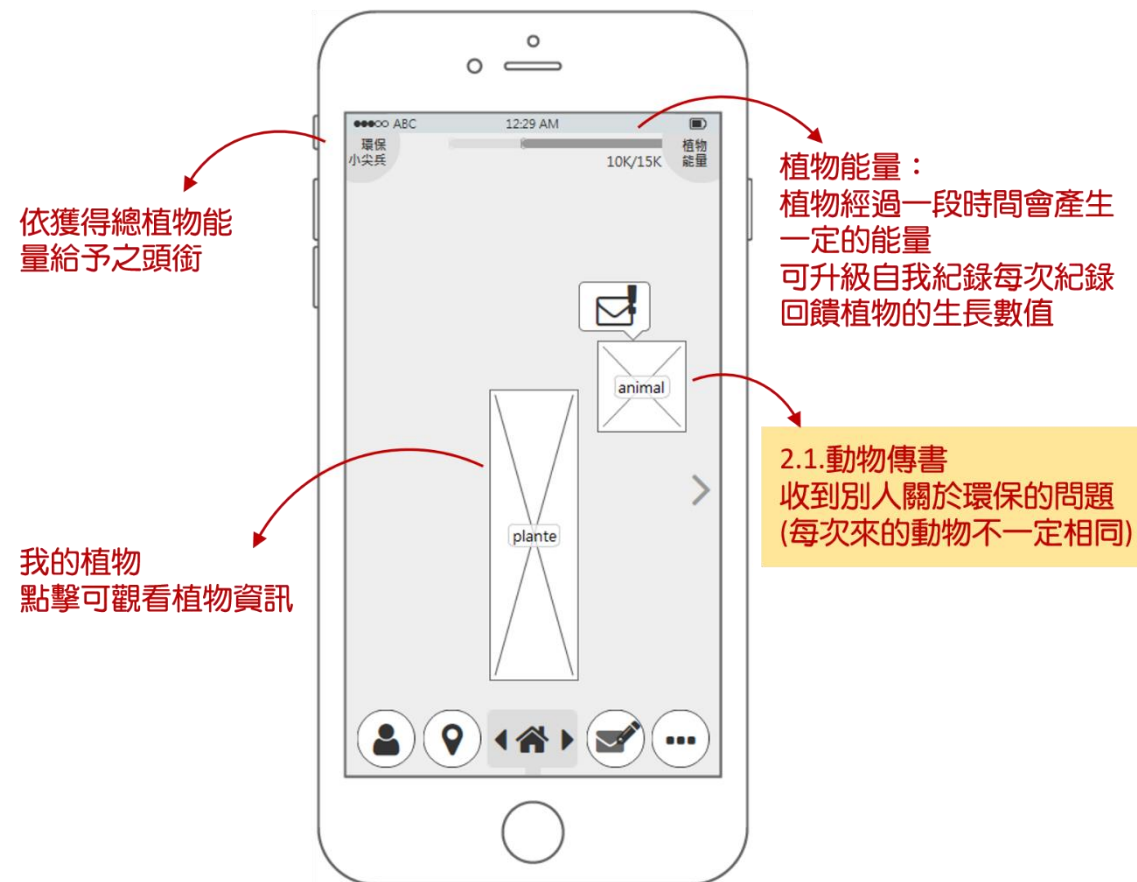 ABC
12:29 AM
環保
小尖兵
植物
能量
10K/15K
依獲得總植物能
量給予之頭銜
植物能量：
植物經過一段時間會產生
一定的能量
可升級自我紀錄每次紀錄
回饋植物的生長數值
animal
2.1.動物傳書
收到別人關於環保的問題
(每次來的動物不一定相同)
plante
我的植物
點擊可觀看植物資訊